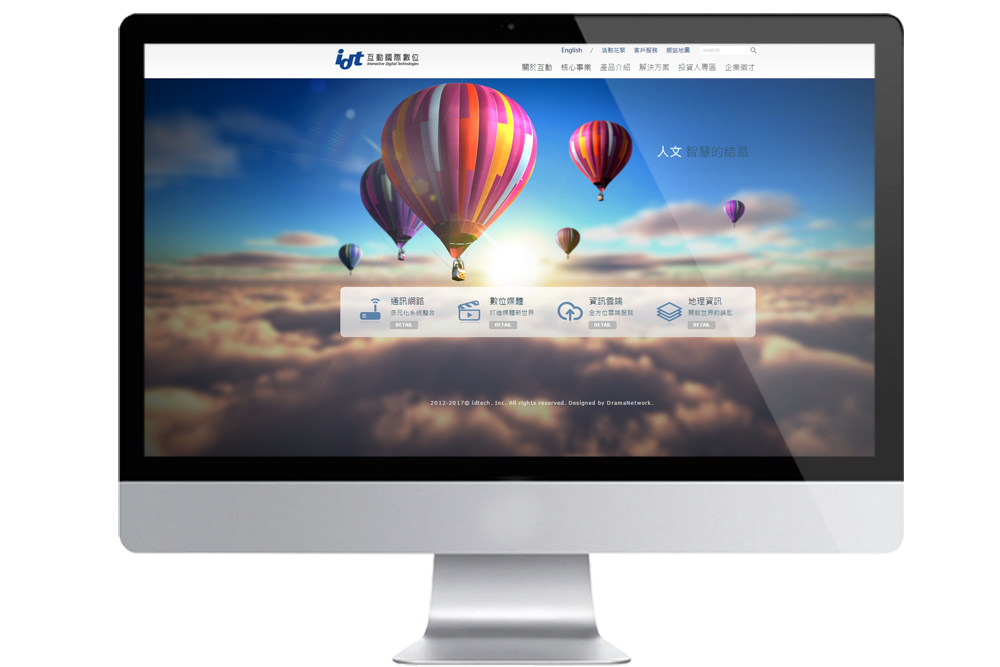 English / 活動花絮 客戶服務 網站地圖 search
idt 互動國際數位
Interactive Digital Technologies
關於互動 核心事業 產品介紹 解決方案 投資人專區 企業徵才
人文 智慧的結晶
通訊網路
多元化系統整合
DETAIL
數位媒體
打造媒體新世界
DETAIL
資訊雲端
全方位雲端服務
DETAIL
地理資訊
開啟世界的鑰匙
DETAIL
2012-2017© idtech. Inc. All rights reserved. Designed by DramaNetwork.